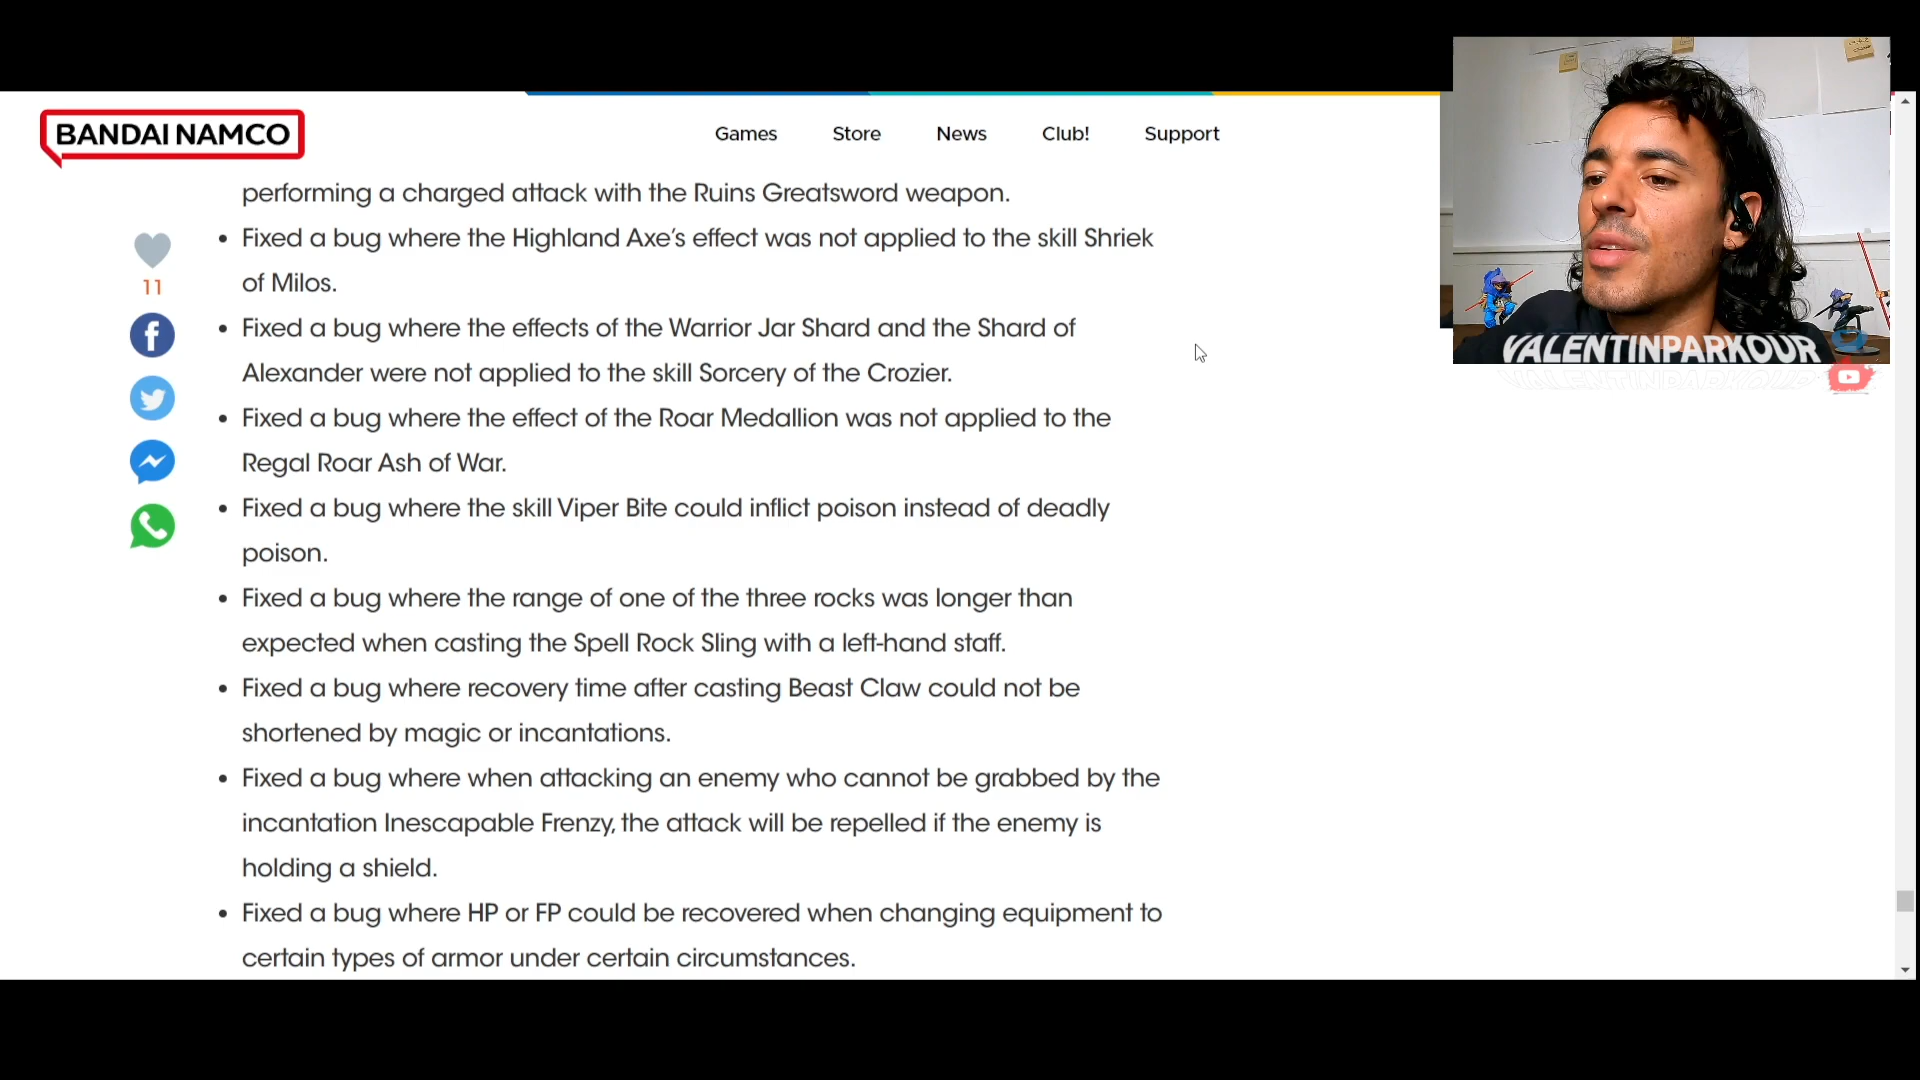 BANDAI NAMCO
Games
Store
News
Club!
Support
performing a charged attack with the Ruins Greatsword weapon.
• Fixed a bug where the Highland Axe's effect was not applied to the skill Shriek
of Milos.
• Fixed a bug where the effects of the Warrior Jar Shard and the Shard of
Alexander were not applied to the skill Sorcery of the Crozier.
• Fixed a bug where the effect of the Roar Medallion was not applied to the
Regal Roar Ash of War.
• Fixed a bug where the skill Viper Bite could inflict poison instead of deadly
poison.
• Fixed a bug where the range of one of the three rocks was longer than
expected when casting the Spell Rock Sling with a left-hand staff.
• Fixed a bug where recovery time after casting Beast Claw could not be
shortened by magic or incantations.
• Fixed a bug where when attacking an enemy who cannot be grabbed by the
incantation Inescapable Frenzy, the attack will be repelled if the enemy is
holding a shield.
• Fixed a bug where HP or FP could be recovered when changing equipment to
certain types of armor under certain circumstances.
11
VALENTINPARKOUR